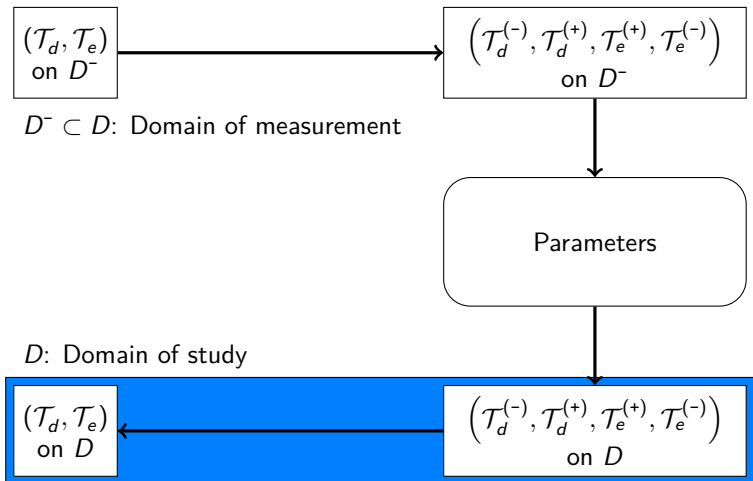 (𝒯_d, 𝒯_e)
on D⁻
(𝒯_d^(-), 𝒯_d^(+), 𝒯_e^(+), 𝒯_e^(-))
on D⁻
D⁻ ⊂ D: Domain of measurement
Parameters
D: Domain of study
(𝒯_d, 𝒯_e)
on D
(𝒯_d^(-), 𝒯_d^(+), 𝒯_e^(+), 𝒯_e^(-))
on D